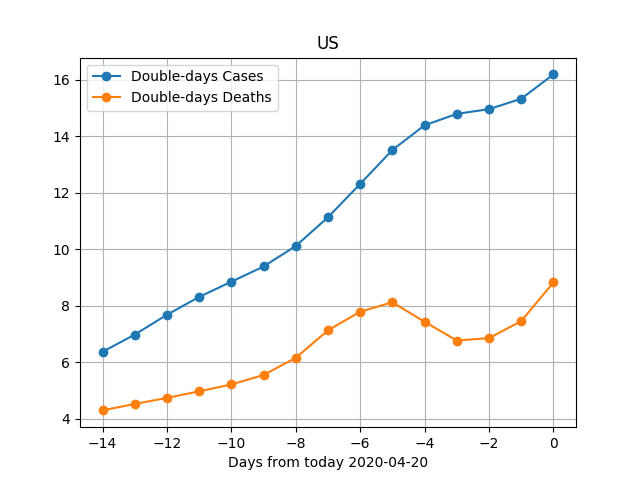 US
Double-days Cases
Double-days Deaths
16
14
12
10
8
6
4
−14 −12 −10 −8 −6 −4 −2 0
Days from today 2020-04-20